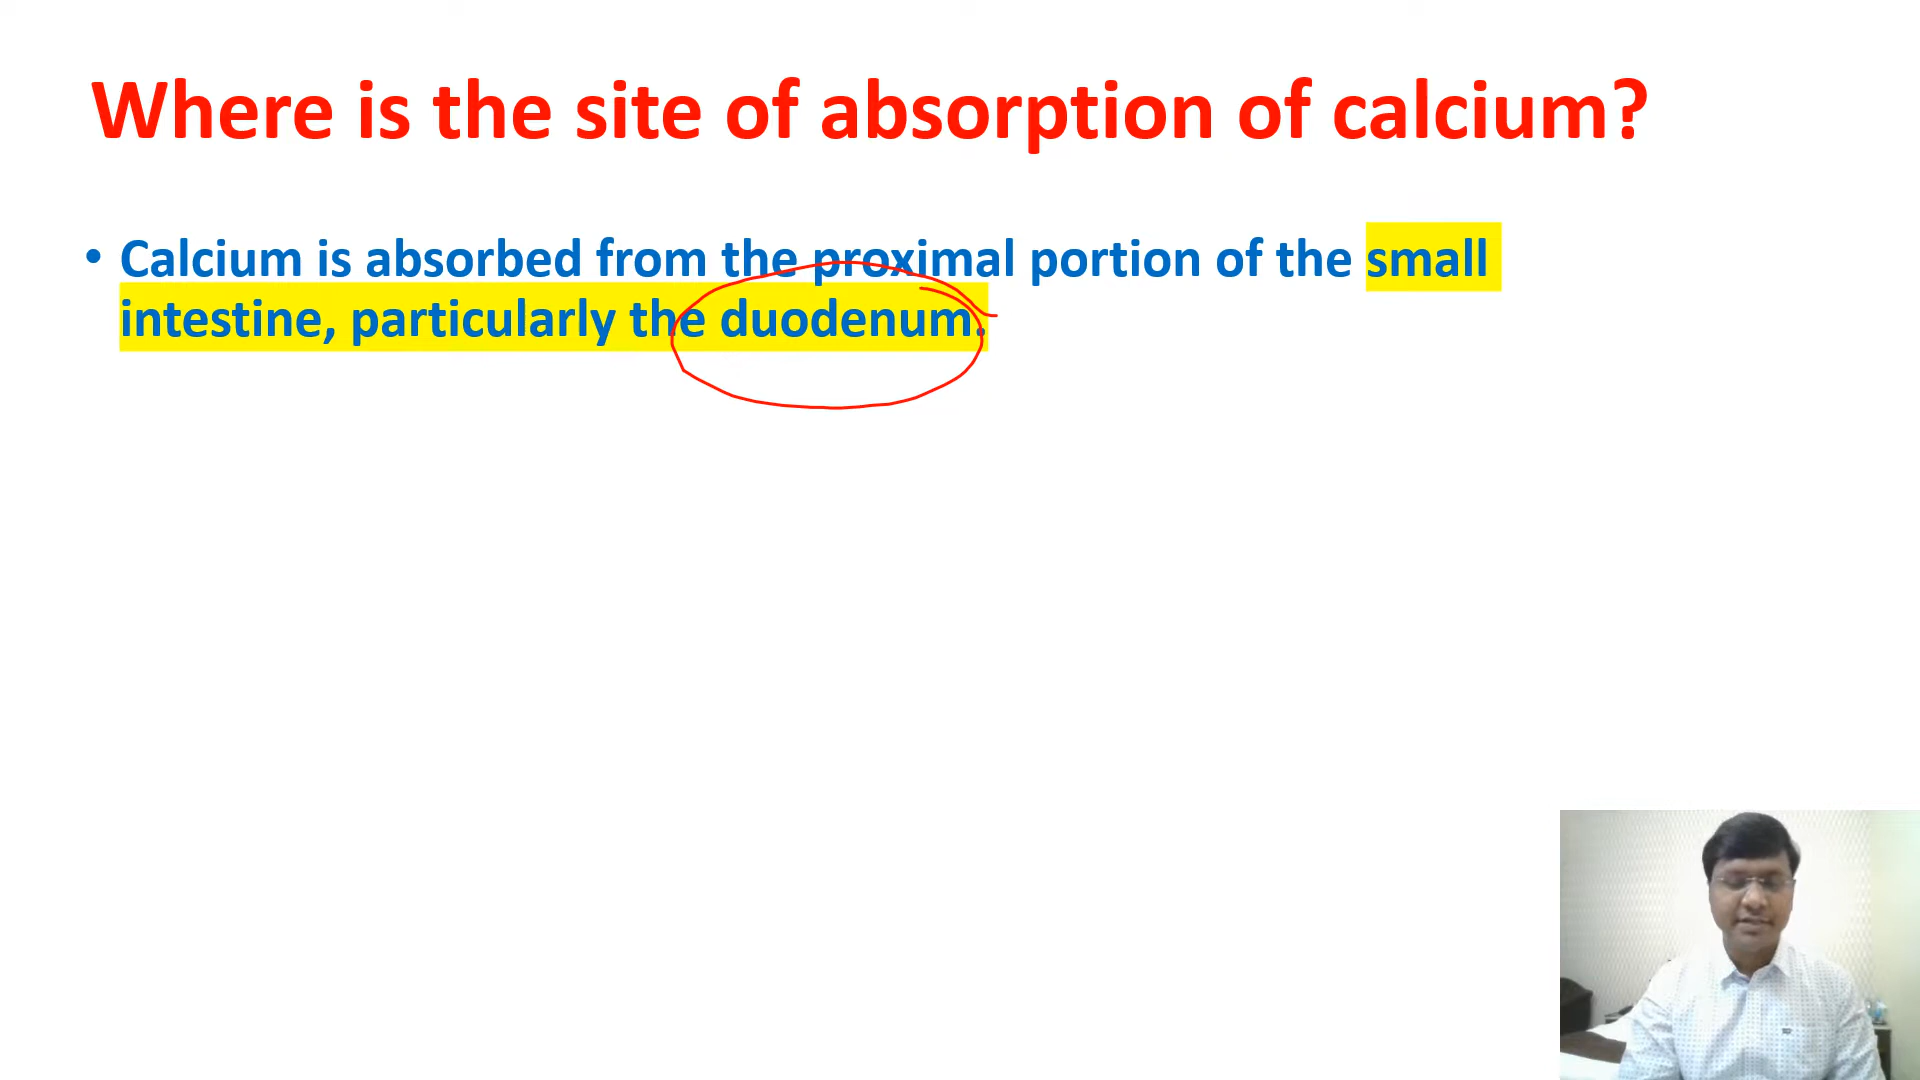 Where is the site of absorption of calcium?
• Calcium is absorbed from the proximal portion of the small
intestine, particularly the duodenum.